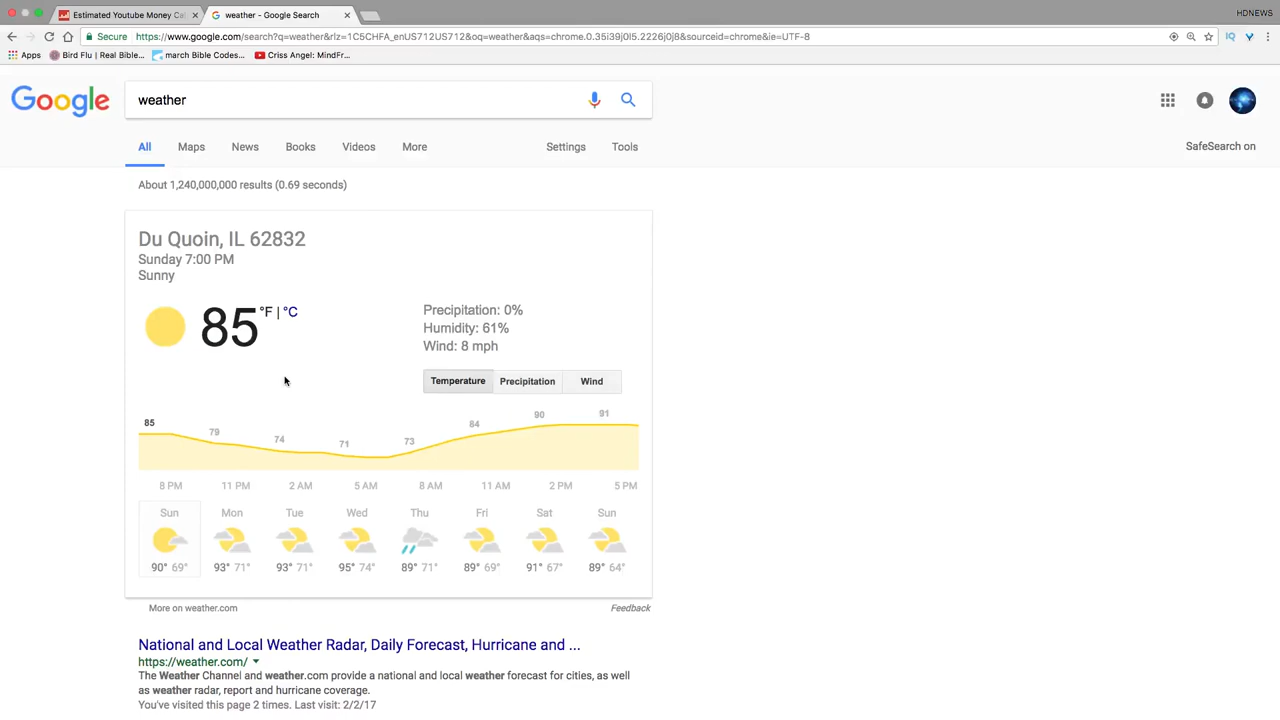 Estimated Youtube Money Ca
weather - Google Search
HDNEWS
Secure
https://www.google.com/search?q=weather&rlz=1C5CHFA_enUS712US712&oq=weather&aqs=chrome.0.35i39j0l5.2226j0j8&sourceid=chrome&ie=UTF-8
Apps
Bird Flu | Real Bible...
march Bible Codes...
Criss Angel: MindFr...
Google
weather
All
Maps
News
Books
Videos
More
Settings
Tools
SafeSearch on
About 1,240,000,000 results (0.69 seconds)
Du Quoin, IL 62832
Sunday 7:00 PM
Sunny
85 °F | °C
Precipitation: 0%
Humidity: 61%
Wind: 8 mph
Temperature
Precipitation
Wind
85 79 74 71 73 84 90 91
8 PM 11 PM 2 AM 5 AM 8 AM 11 AM 2 PM 5 PM
Sun Mon Tue Wed Thu Fri Sat Sun
90° 69° 93° 71° 93° 71° 95° 74° 89° 71° 89° 69° 91° 67° 89° 64°
More on weather.com
Feedback
National and Local Weather Radar, Daily Forecast, Hurricane and ...
https://weather.com/
The Weather Channel and weather.com provide a national and local weather forecast for cities, as well
as weather radar, report and hurricane coverage.
You've visited this page 2 times. Last visit: 2/2/17